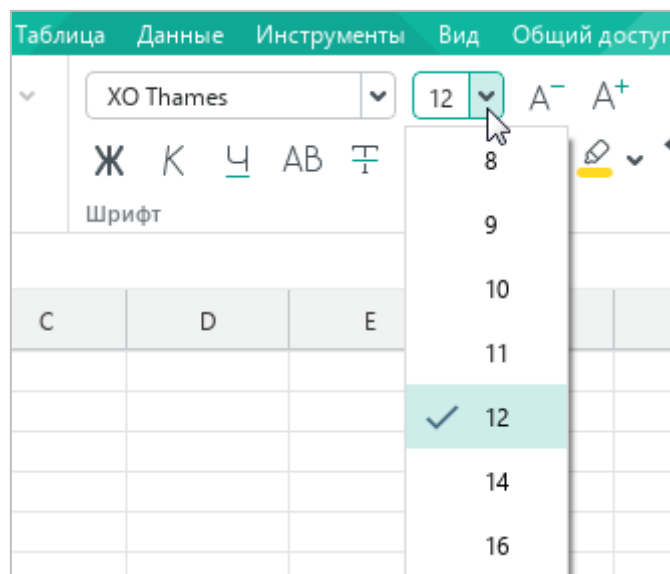 Таблица Данные Инструменты Вид Общий доступ
XO Thames 12 A− A+
Ж К Ч АВ Т
8
Шрифт
9
10
C D E
11
12
14
16